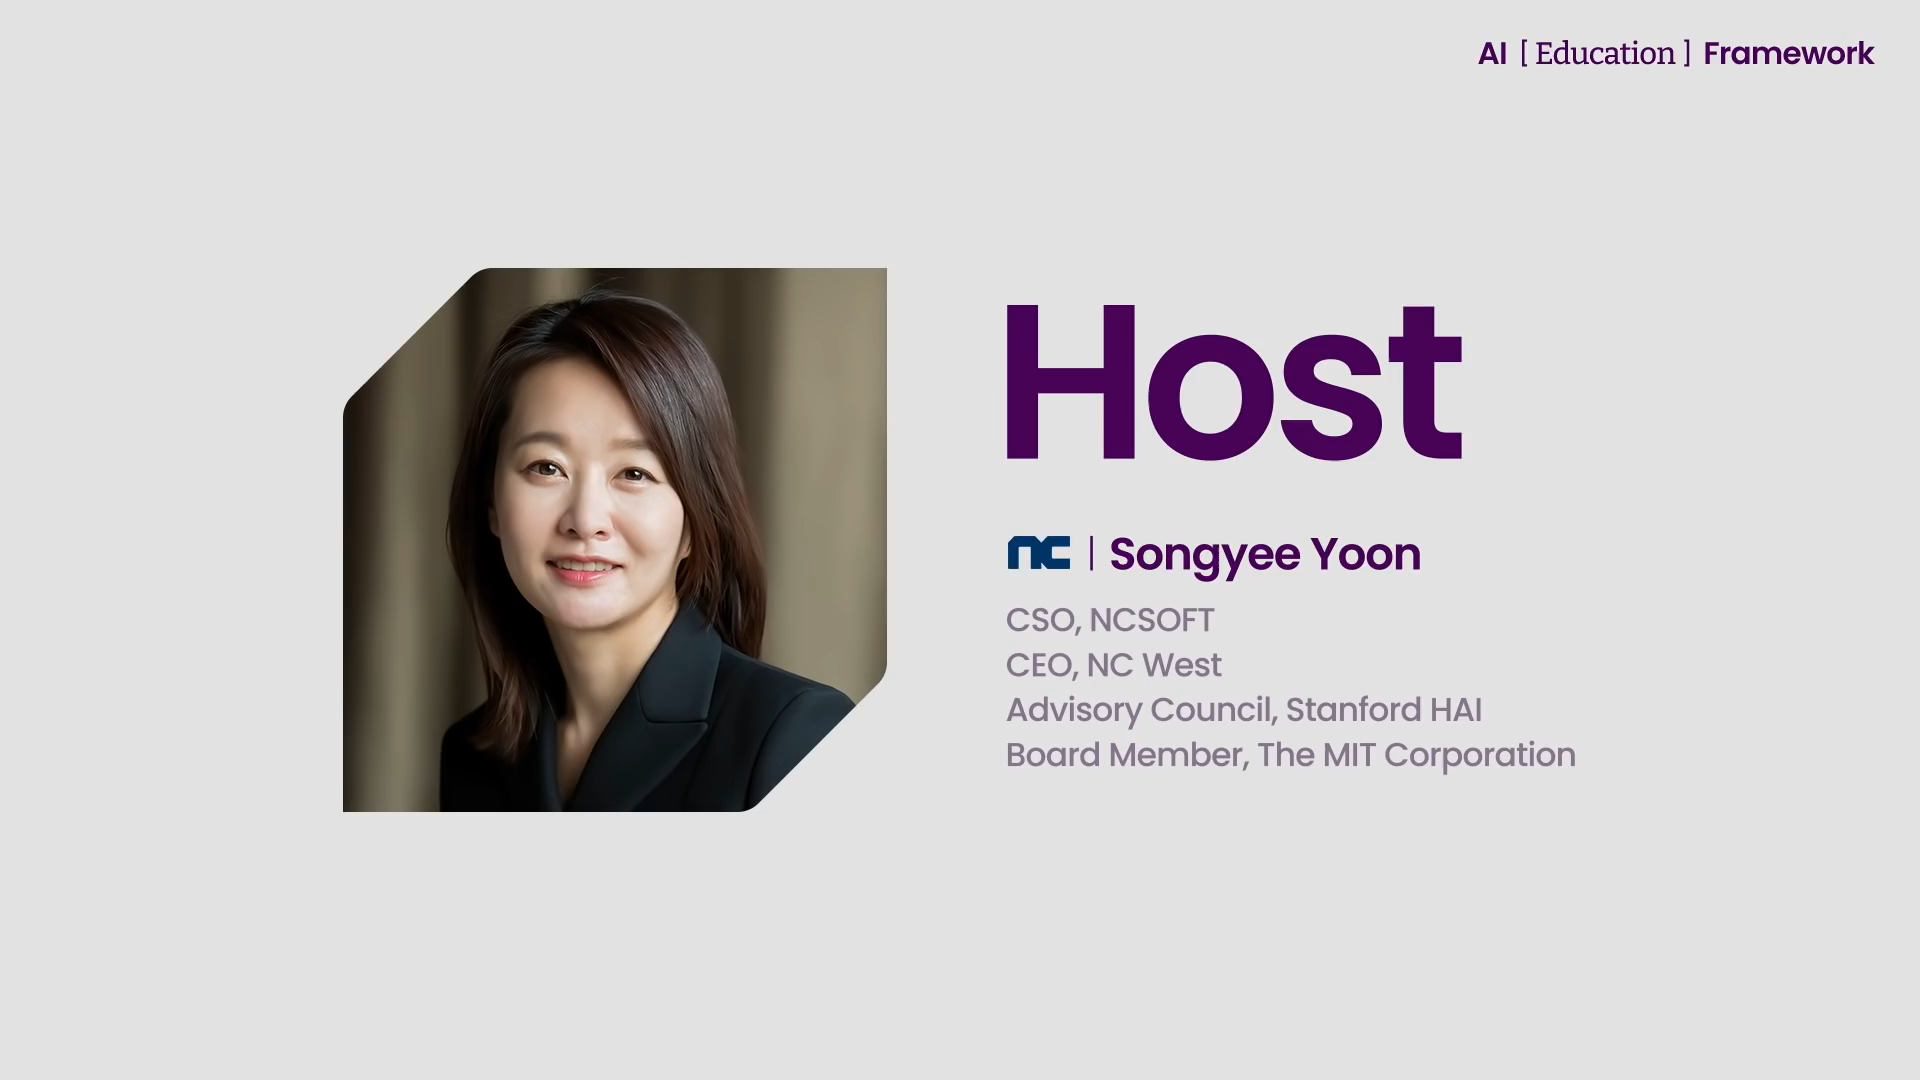 AI [ Education ] Framework
Host
nc | Songyee Yoon
CSO, NCSOFT
CEO, NC West
Advisory Council, Stanford HAI
Board Member, The MIT Corporation